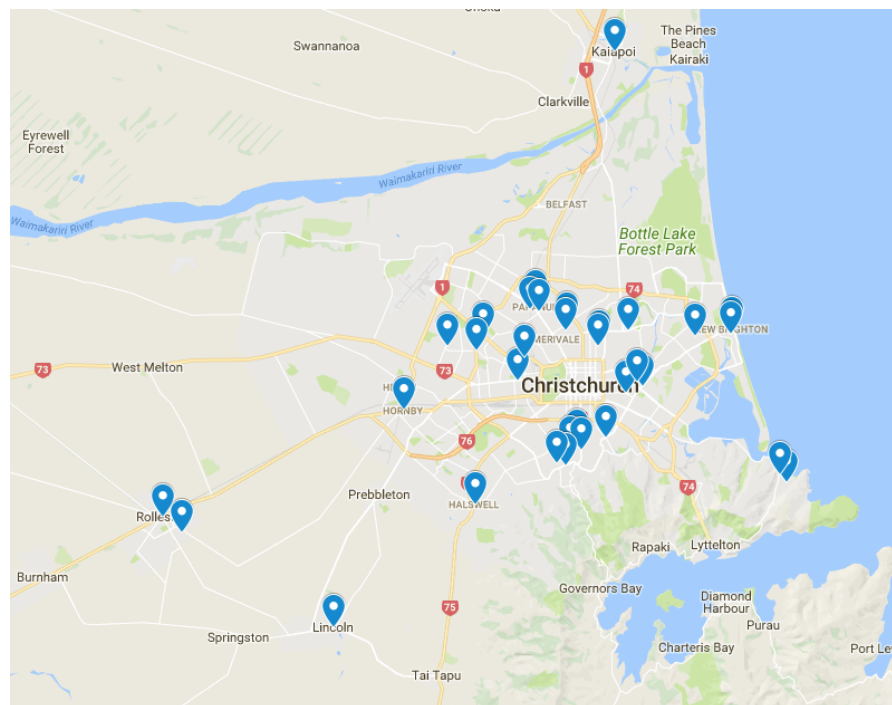 The Pines
Beach
Kairaki
Swannanoa
Kaiapoi
1
Clarkville
Eyrewell
Forest
Waimakariri River
Waimakariri River
BELFAST
Bottle Lake
Forest Park
1
74
NEW BRIGHTON
MERIVALE
73
West Melton
73
Christchurch
HORNBY
76
Prebbleton
HALSWELL
74
Burnham
Rapaki
Lyttelton
Governors Bay
Diamond
Harbour
Purau
75
Lincoln
Springston
Charteris Bay
Port Le
Tai Tapu